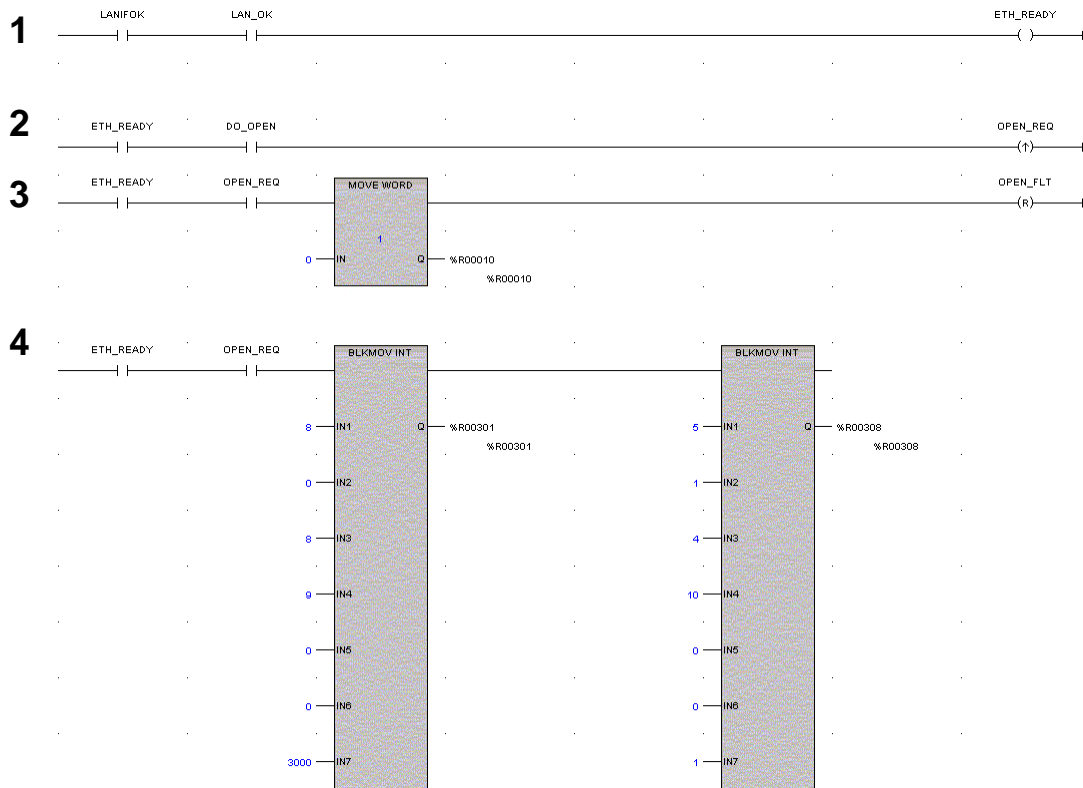 1
LANIFOK LAN_OK ETH_READY
2
ETH_READY DO_OPEN OPEN_REQ
3
ETH_READY OPEN_REQ MOVE WORD OPEN_FLT
(R)
1
0 IN Q %R00010
%R00010
4
ETH_READY OPEN_REQ BLKMOV INT BLKMOV INT
8 IN1 Q %R00301 5 IN1 Q %R00308
%R00301 %R00308
0 IN2 1 IN2
8 IN3 4 IN3
9 IN4 10 IN4
0 IN5 0 IN5
0 IN6 0 IN6
3000 IN7 1 IN7